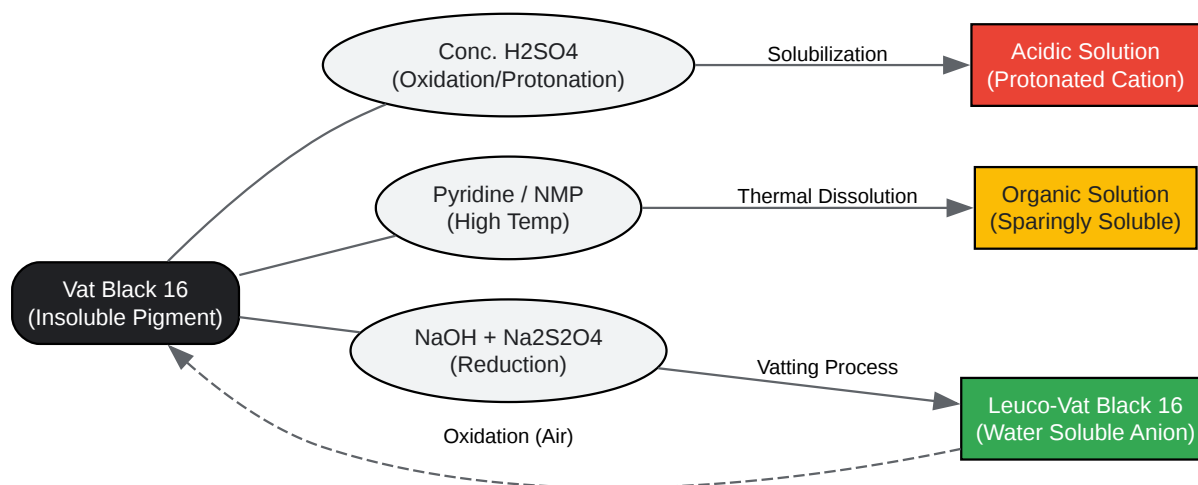 Conc. H2SO4
(Oxidation/Protonation)
Solubilization
Acidic Solution
(Protonated Cation)
Pyridine / NMP
(High Temp)
Thermal Dissolution
Organic Solution
(Sparingly Soluble)
Vat Black 16
(Insoluble Pigment)
NaOH + Na2S2O4
(Reduction)
Vatting Process
Leuco-Vat Black 16
(Water Soluble Anion)
Oxidation (Air)